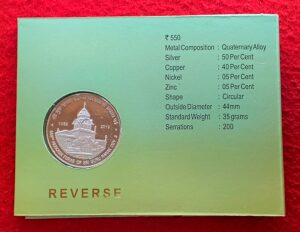 ₹ 550
Metal Composition : Quaternary Alloy
Silver : 50 Per Cent
Copper : 40 Per Cent
Nickel : 05 Per Cent
Zinc : 05 Per Cent
Shape : Circular
Outside Diameter : 44mm
Standard Weight : 35 grams
Serrations : 200
REVERSE